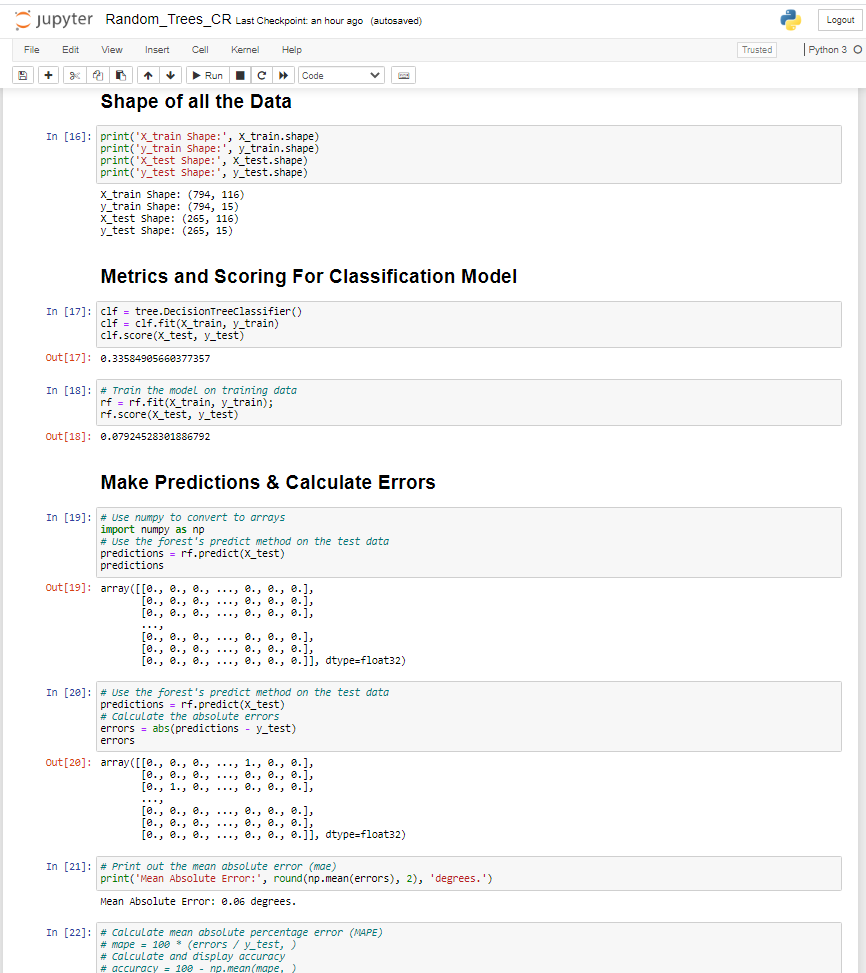 jupyter Random_Trees_CR Last Checkpoint: an hour ago (autosaved) Logout
File Edit View Insert Cell Kernel Help Trusted Python 3
Run Code
Shape of all the Data
In [16]: print('X_train Shape:', X_train.shape)
print('y_train Shape:', y_train.shape)
print('X_test Shape:', X_test.shape)
print('y_test Shape:', y_test.shape)
X_train Shape: (794, 116)
y_train Shape: (794, 15)
X_test Shape: (265, 116)
y_test Shape: (265, 15)
Metrics and Scoring For Classification Model
In [17]: clf = tree.DecisionTreeClassifier()
clf = clf.fit(X_train, y_train)
clf.score(X_test, y_test)
Out[17]: 0.33584905660377357
In [18]: # Train the model on training data
rf = rf.fit(X_train, y_train);
rf.score(X_test, y_test)
Out[18]: 0.07924528301886792
Make Predictions & Calculate Errors
In [19]: # Use numpy to convert to arrays
import numpy as np
# Use the forest's predict method on the test data
predictions = rf.predict(X_test)
predictions
Out[19]: array([[0., 0., 0., ..., 0., 0., 0.],
[0., 0., 0., ..., 0., 0., 0.],
[0., 0., 0., ..., 0., 0., 0.],
...,
[0., 0., 0., ..., 0., 0., 0.],
[0., 0., 0., ..., 0., 0., 0.],
[0., 0., 0., ..., 0., 0., 0.]], dtype=float32)
In [20]: # Use the forest's predict method on the test data
predictions = rf.predict(X_test)
# Calculate the absolute errors
errors = abs(predictions - y_test)
errors
Out[20]: array([[0., 0., 0., ..., 1., 0., 0.],
[0., 0., 0., ..., 0., 0., 0.],
[0., 1., 0., ..., 0., 0., 0.],
...,
[0., 0., 0., ..., 0., 0., 0.],
[0., 0., 0., ..., 0., 0., 0.],
[0., 0., 0., ..., 0., 0., 0.]], dtype=float32)
In [21]: # Print out the mean absolute error (mae)
print('Mean Absolute Error:', round(np.mean(errors), 2), 'degrees.')
Mean Absolute Error: 0.06 degrees.
In [22]: # Calculate mean absolute percentage error (MAPE)
# mape = 100 * (errors / y_test, )
# Calculate and display accuracy
# accuracy = 100 - np.mean(mape, )